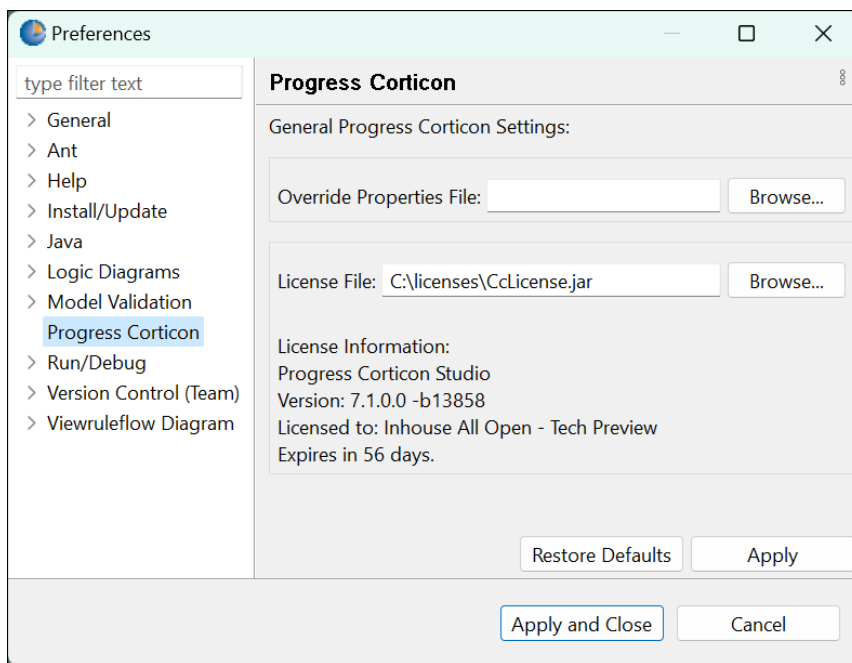 Preferences
type filter text
General
Ant
Help
Install/Update
Java
Logic Diagrams
Model Validation
Progress Corticon
Run/Debug
Version Control (Team)
Viewruleflow Diagram
Progress Corticon
General Progress Corticon Settings:
Override Properties File:
Browse...
License File: C:\licenses\CcLicense.jar
Browse...
License Information:
Progress Corticon Studio
Version: 7.1.0.0 -b13858
Licensed to: Inhouse All Open - Tech Preview
Expires in 56 days.
Restore Defaults
Apply
Apply and Close
Cancel